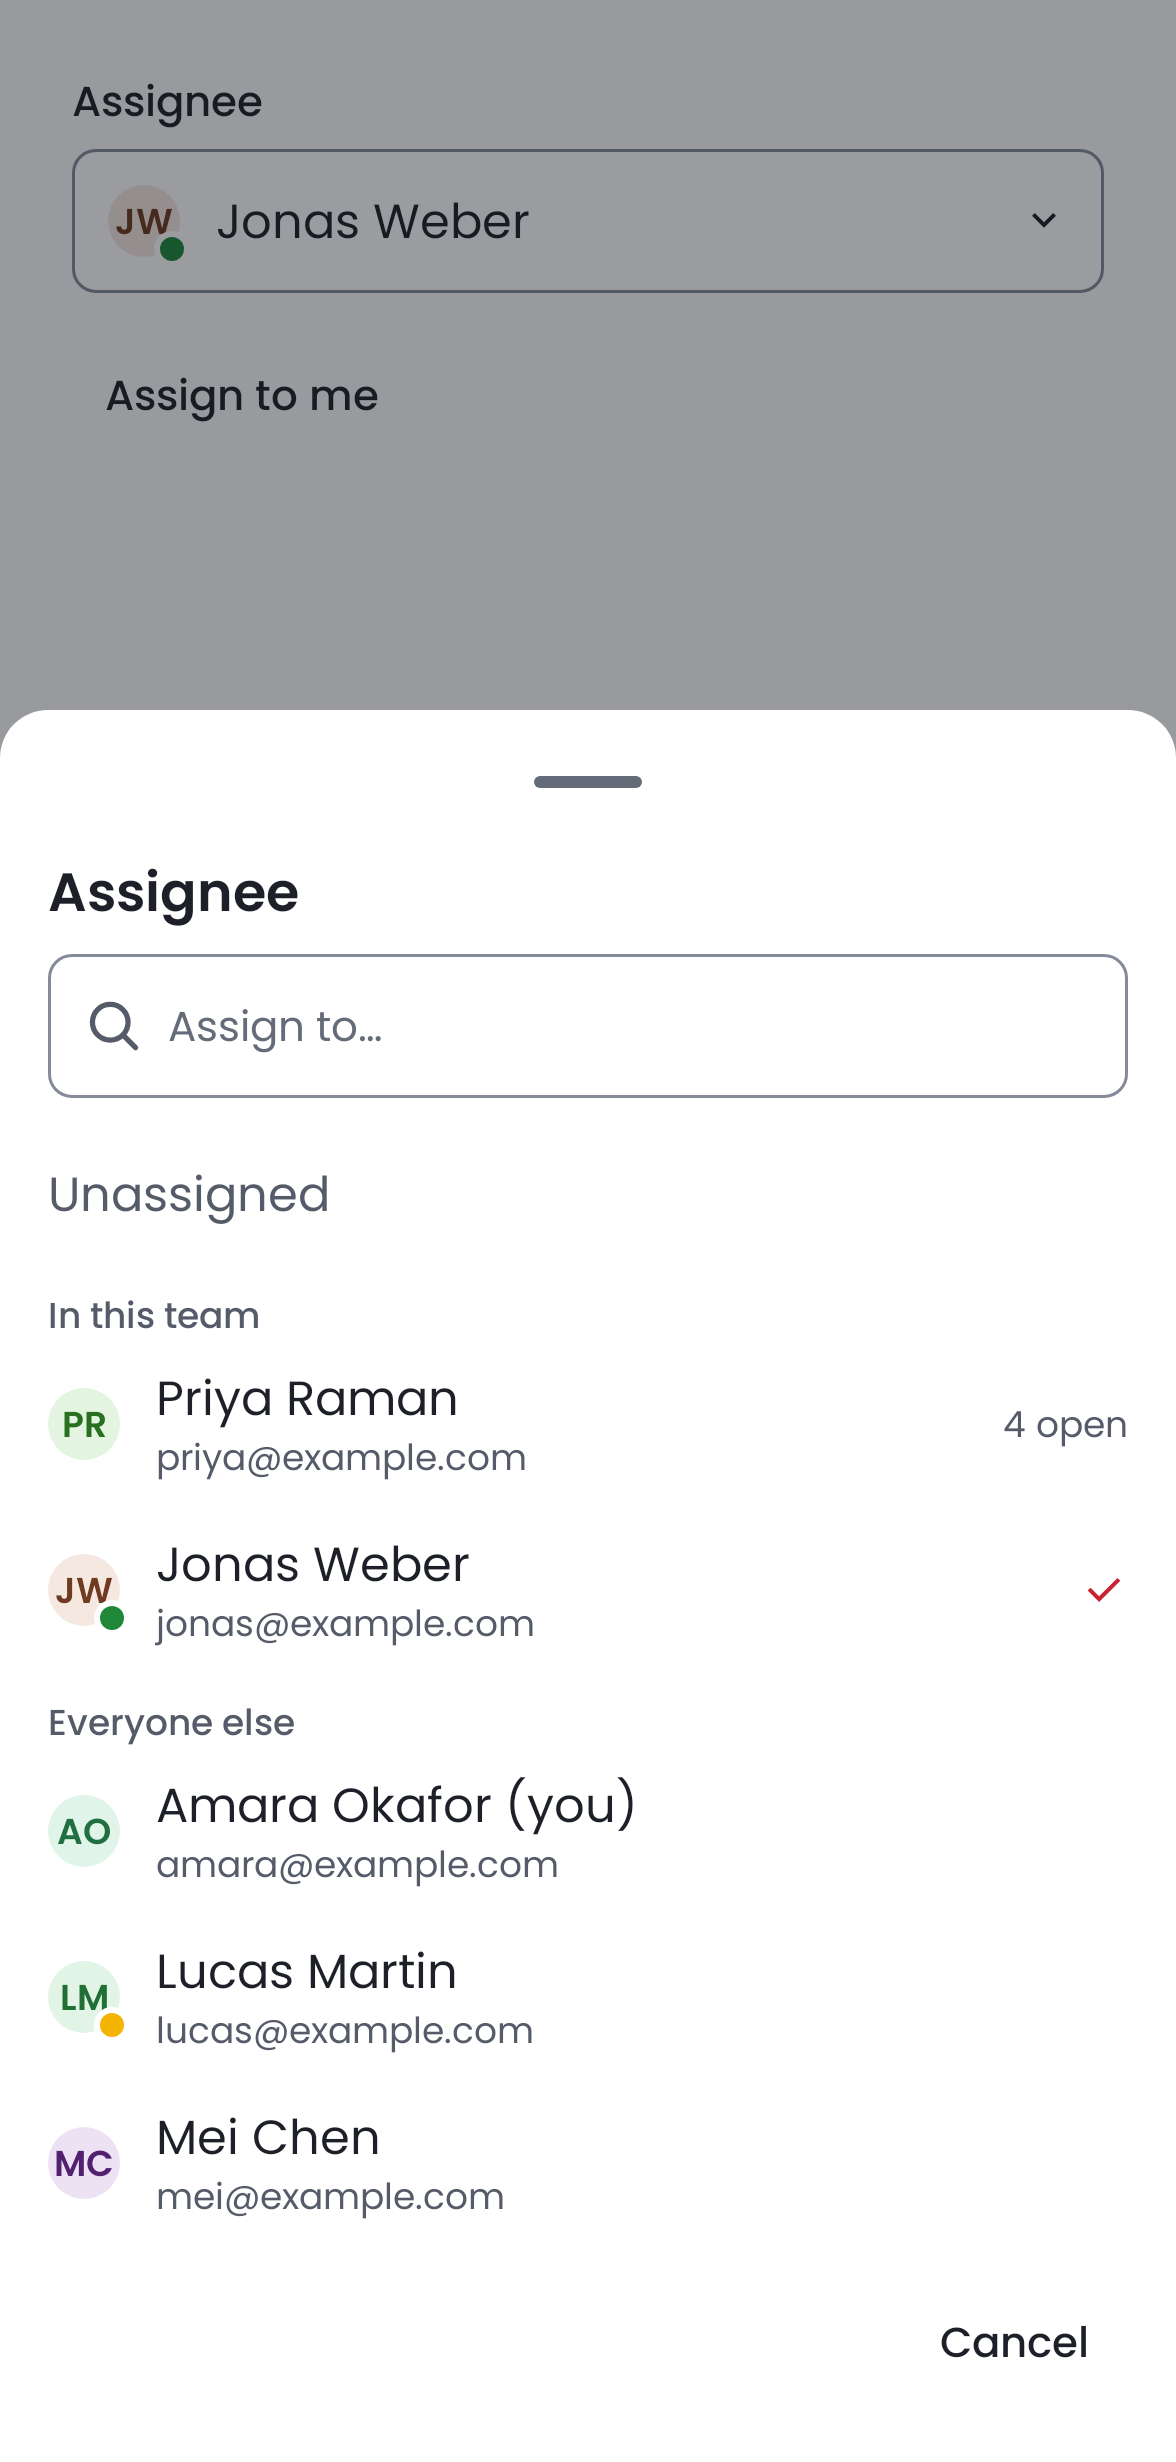 Assignee
JW Jonas Weber
Assign to me
Assignee
Assign to...
Unassigned
In this team
PR Priya Raman
priya@example.com
4 open
JW Jonas Weber
jonas@example.com
Everyone else
AO Amara Okafor (you)
amara@example.com
LM Lucas Martin
lucas@example.com
MC Mei Chen
mei@example.com
Cancel